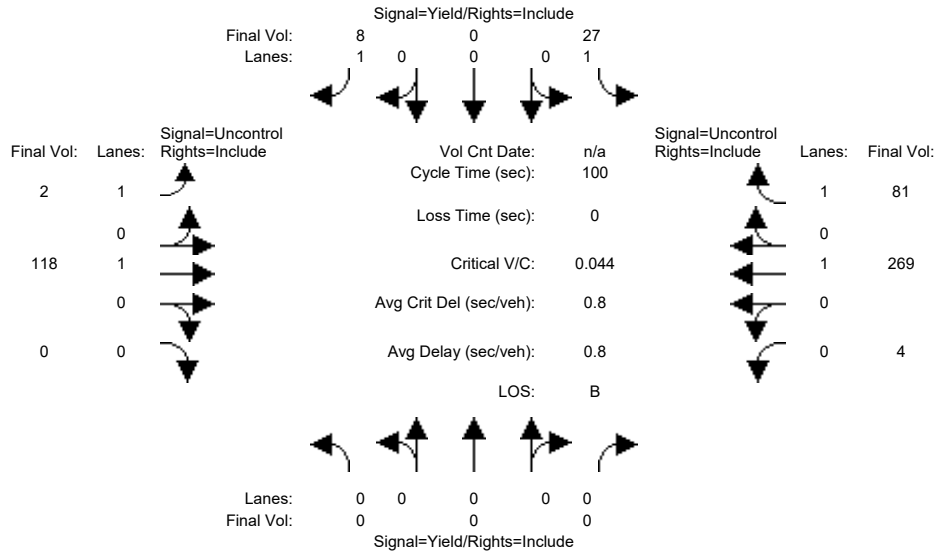 Signal=Yield/Rights=Include
Final Vol: 8 0 27
Lanes: 1 0 0 0 1
Signal=Uncontrol
Rights=Include
Signal=Uncontrol
Rights=Include
Final Vol: Lanes: Vol Cnt Date: n/a Lanes: Final Vol:
Cycle Time (sec): 100
2 1 1 81
Loss Time (sec): 0
0 0
118 1 Critical V/C: 0.044 1 269
0 Avg Crit Del (sec/veh): 0.8 0
0 0 Avg Delay (sec/veh): 0.8 0 4
LOS: B
Lanes: 0 0 0 0 0
Final Vol: 0 0 0
Signal=Yield/Rights=Include